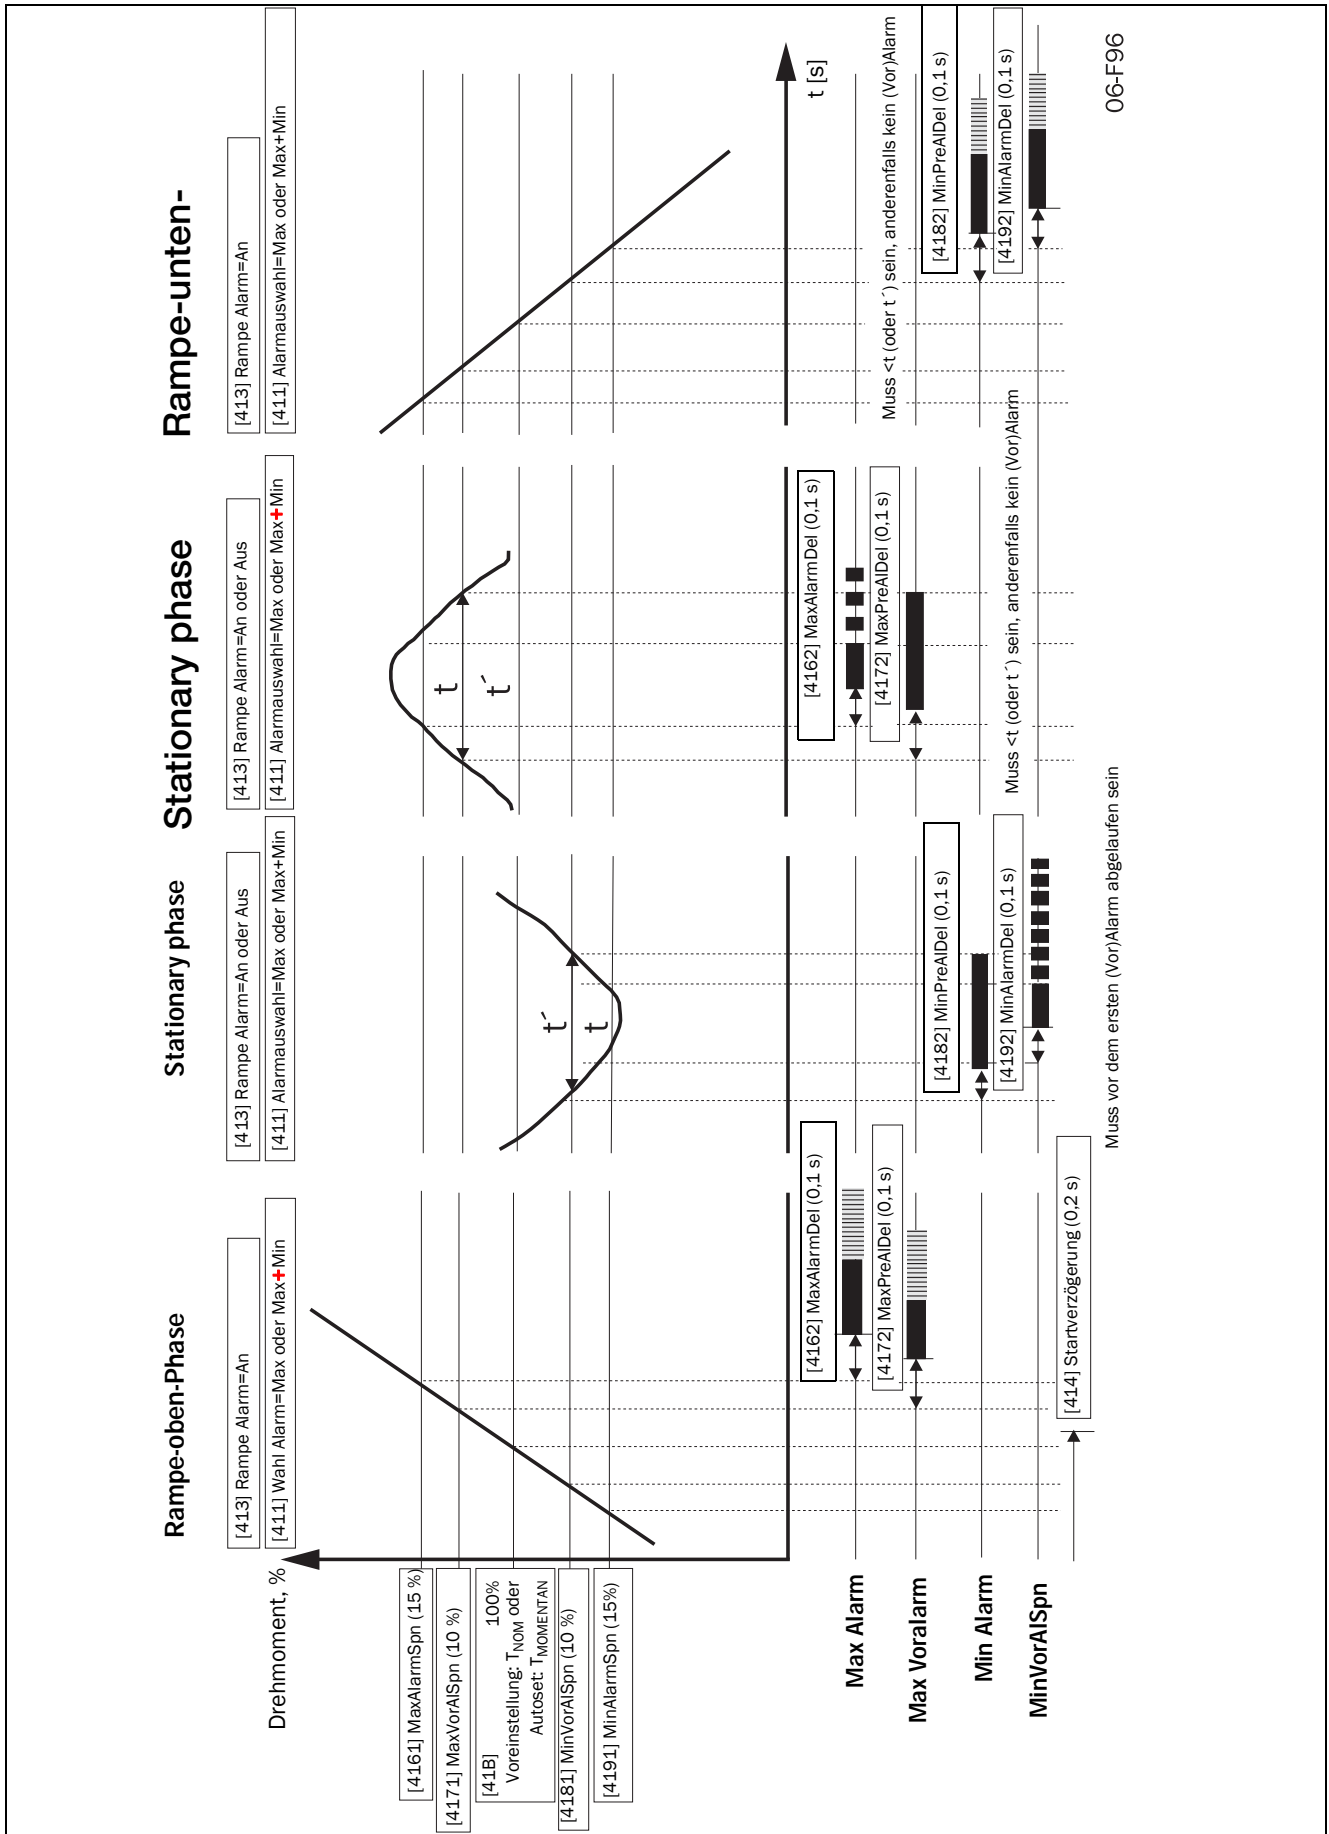 Rampe-oben-Phase
[413] Rampe Alarm=An
[411] Wahl Alarm=Max oder Max+Min
Stationary phase
[413] Rampe Alarm=An oder Aus
[411] Alarmauswahl=Max oder Max+Min
Stationary phase
[413] Rampe Alarm=An oder Aus
[411] Alarmauswahl=Max oder Max+Min
Rampe-unten-
[413] Rampe Alarm=An
[411] Alarmauswahl=Max oder Max+Min
Drehmoment, %
[4161] MaxAlarmSpn (15 %)
[4171] MaxVorAlSpn (10 %)
[41B] 100%
Voreinstellung: TNOM oder
Autoset: TMOMENTAN
[4181] MinVorAlSpn (10 %)
[4191] MinAlarmSpn (15%)
t´
t
t
t´
t [s]
[4162] MaxAlarmDel (0,1 s)
[4162] MaxAlarmDel (0,1 s)
Max Alarm
[4172] MaxPreAlDel (0,1 s)
[4172] MaxPreAlDel (0,1 s)
Muss <t (oder t´) sein, anderenfalls kein (Vor)Alarm
Max Voralarm
[4182] MinPreAlDel (0,1 s)
[4182] MinPreAlDel (0,1 s)
Min Alarm
[4192] MinAlarmDel (0,1 s)
Muss <t (oder t´) sein, anderenfalls kein (Vor)Alarm
[4192] MinAlarmDel (0,1 s)
MinVorAlSpn
[414] Startverzögerung (0,2 s)
Muss vor dem ersten (Vor)Alarm abgelaufen sein
06-F96